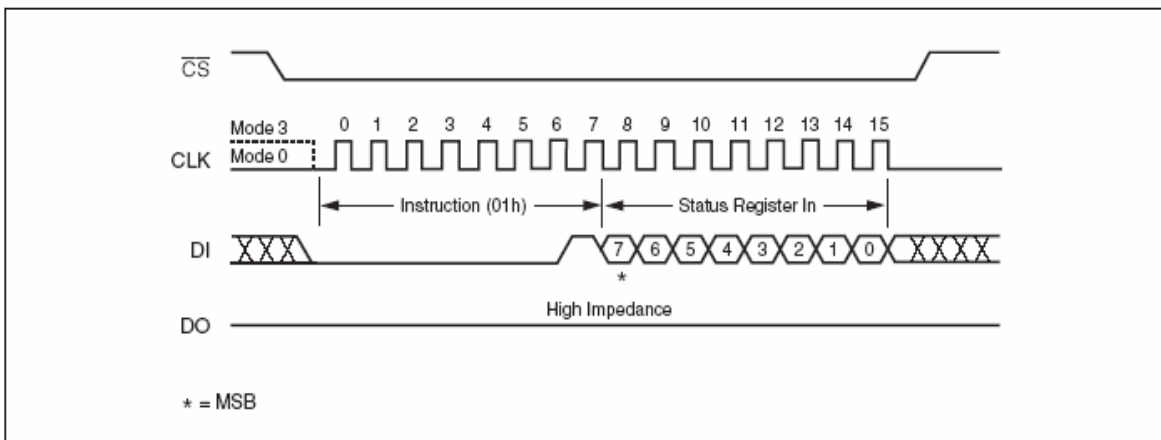 CS
Mode 3
0 1 2 3 4 5 6 7 8 9 10 11 12 13 14 15
CLK
Mode 0
Instruction (01h)
Status Register In
DI
7 6 5 4 3 2 1 0
*
High Impedance
DO
* = MSB